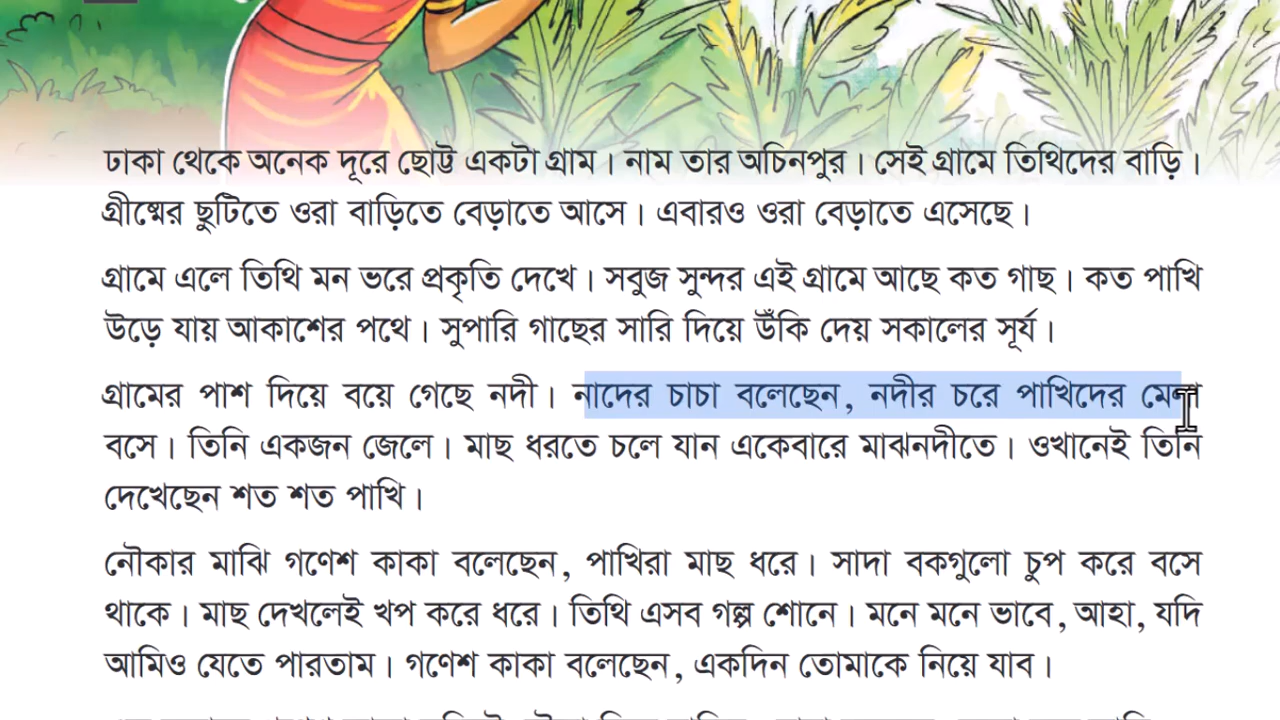 ঢাকা থেকে অনেক দূরে ছোট্ট একটা গ্রাম। নাম তার অচিনপুর। সেই গ্রামে তিথিদের বাড়ি।
গ্রীষ্মের ছুটিতে ওরা বাড়িতে বেড়াতে আসে। এবারও ওরা বেড়াতে এসেছে।
গ্রামে এলে তিথি মন ভরে প্রকৃতি দেখে। সবুজ সুন্দর এই গ্রামে আছে কত গাছ। কত পাখি
উড়ে যায় আকাশের পথে। সুপারি গাছের সারি দিয়ে উঁকি দেয় সকালের সূর্য।
গ্রামের পাশ দিয়ে বয়ে গেছে নদী। নাদের চাচা বলেছেন, নদীর চরে পাখিদের মেলা
বসে। তিনি একজন জেলে। মাছ ধরতে চলে যান একেবারে মাঝনদীতে। ওখানেই তিনি
দেখেছেন শত শত পাখি।
নৌকার মাঝি গণেশ কাকা বলেছেন, পাখিরা মাছ ধরে। সাদা বকগুলো চুপ করে বসে
থাকে। মাছ দেখলেই খপ করে ধরে। তিথি এসব গল্প শোনে। মনে মনে ভাবে, আহা, যদি
আমিও যেতে পারতাম। গণেশ কাকা বলেছেন, একদিন তোমাকে নিয়ে যাব।